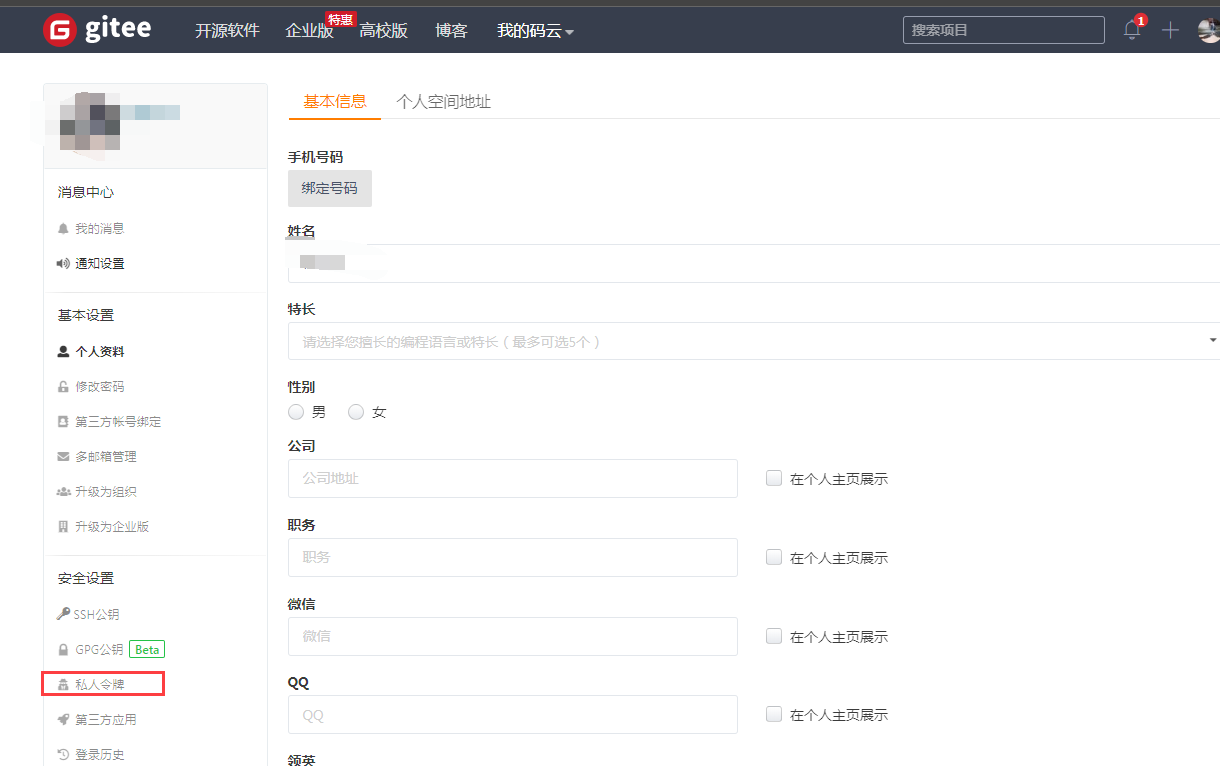 gitee 开源软件 企业版 特惠 高校版 博客 我的码云 搜索项目 1
基本信息 个人空间地址
消息中心
我的消息
通知设置
基本设置
个人资料
修改密码
第三方帐号绑定
多邮箱管理
升级为组织
升级为企业版
安全设置
SSH公钥
GPG公钥 Beta
私人令牌
第三方应用
登录历史
手机号码
绑定号码
姓名
特长
请选择您擅长的编程语言或特长（最多可选5个）
性别
男 女
公司
公司地址 在个人主页展示
职务
职务 在个人主页展示
微信
微信 在个人主页展示
QQ
QQ 在个人主页展示
领英